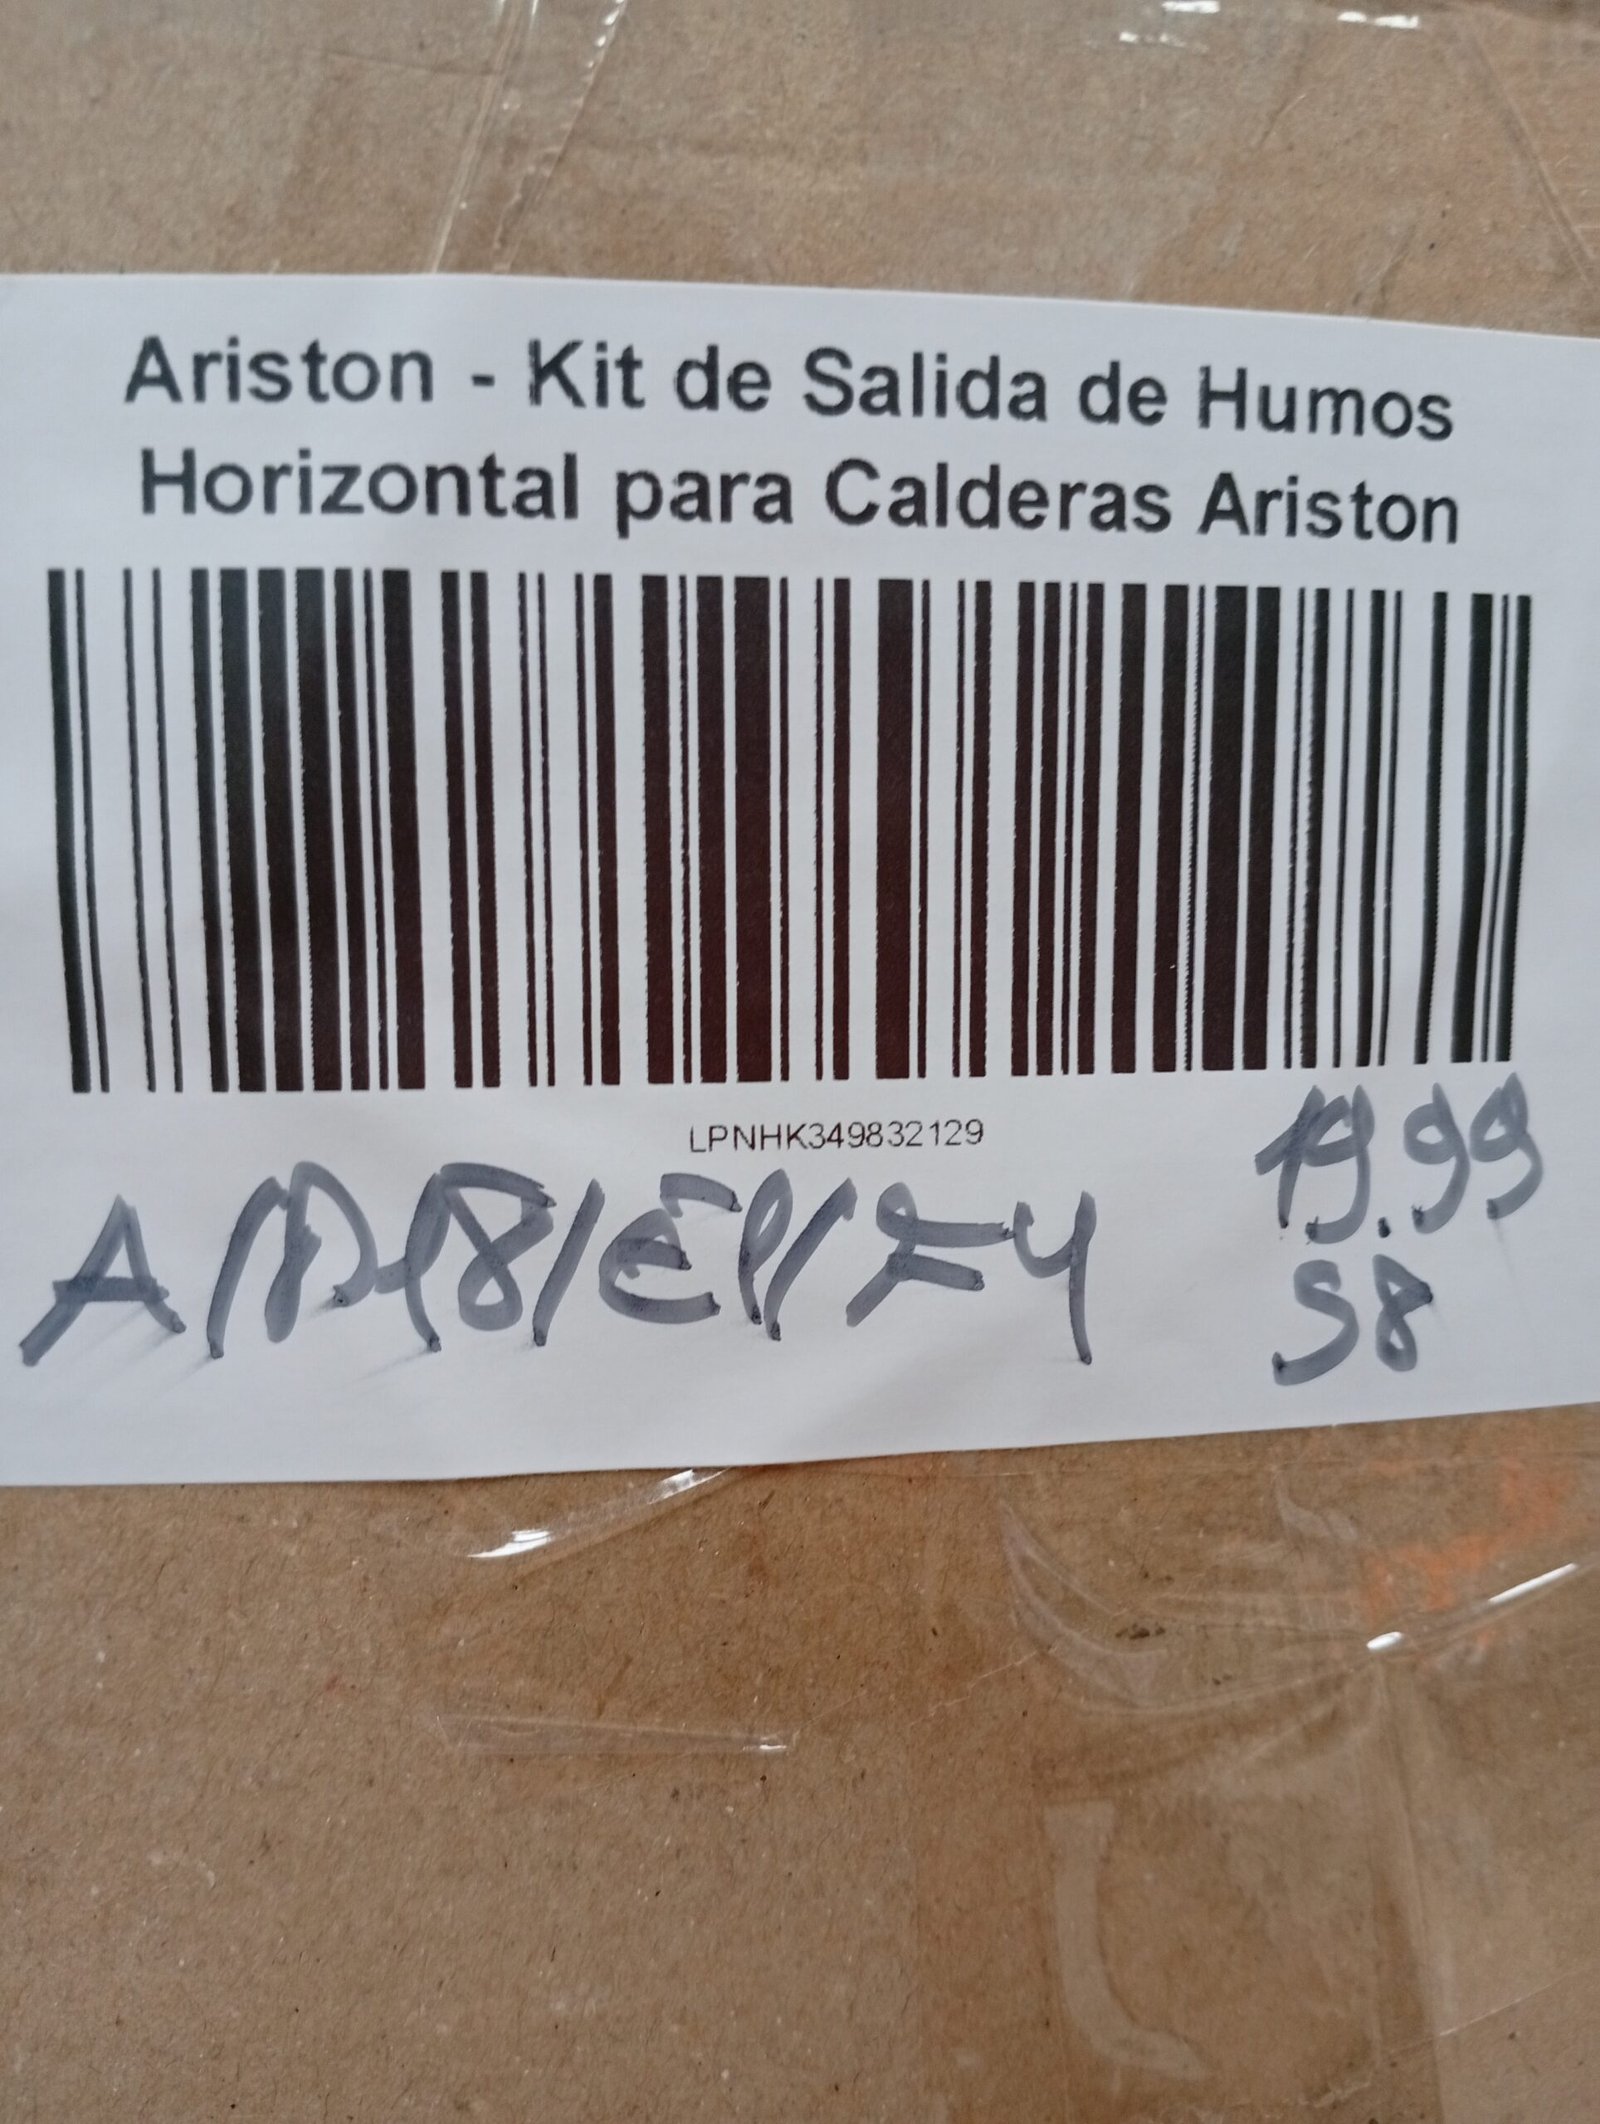 Ariston - Kit de Salida de Humos
Horizontal para Calderas Ariston
LPNHK349832129
19.99
58